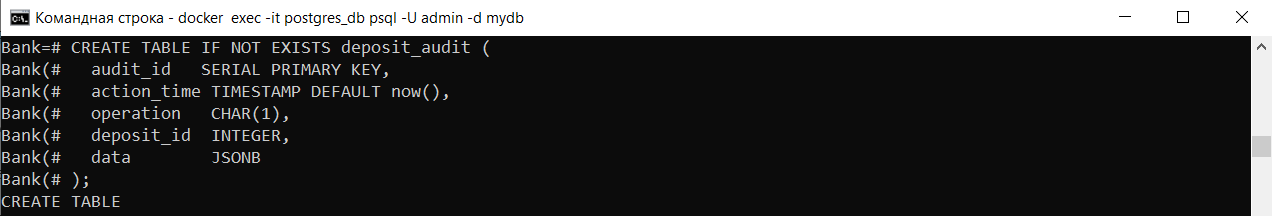 Командная строка - docker  exec -it postgres_db psql -U admin -d mydb
Bank=# CREATE TABLE IF NOT EXISTS deposit_audit (
Bank(#   audit_id   SERIAL PRIMARY KEY,
Bank(#   action_time TIMESTAMP DEFAULT now(),
Bank(#   operation   CHAR(1),
Bank(#   deposit_id  INTEGER,
Bank(#   data        JSONB
Bank(# );
CREATE TABLE